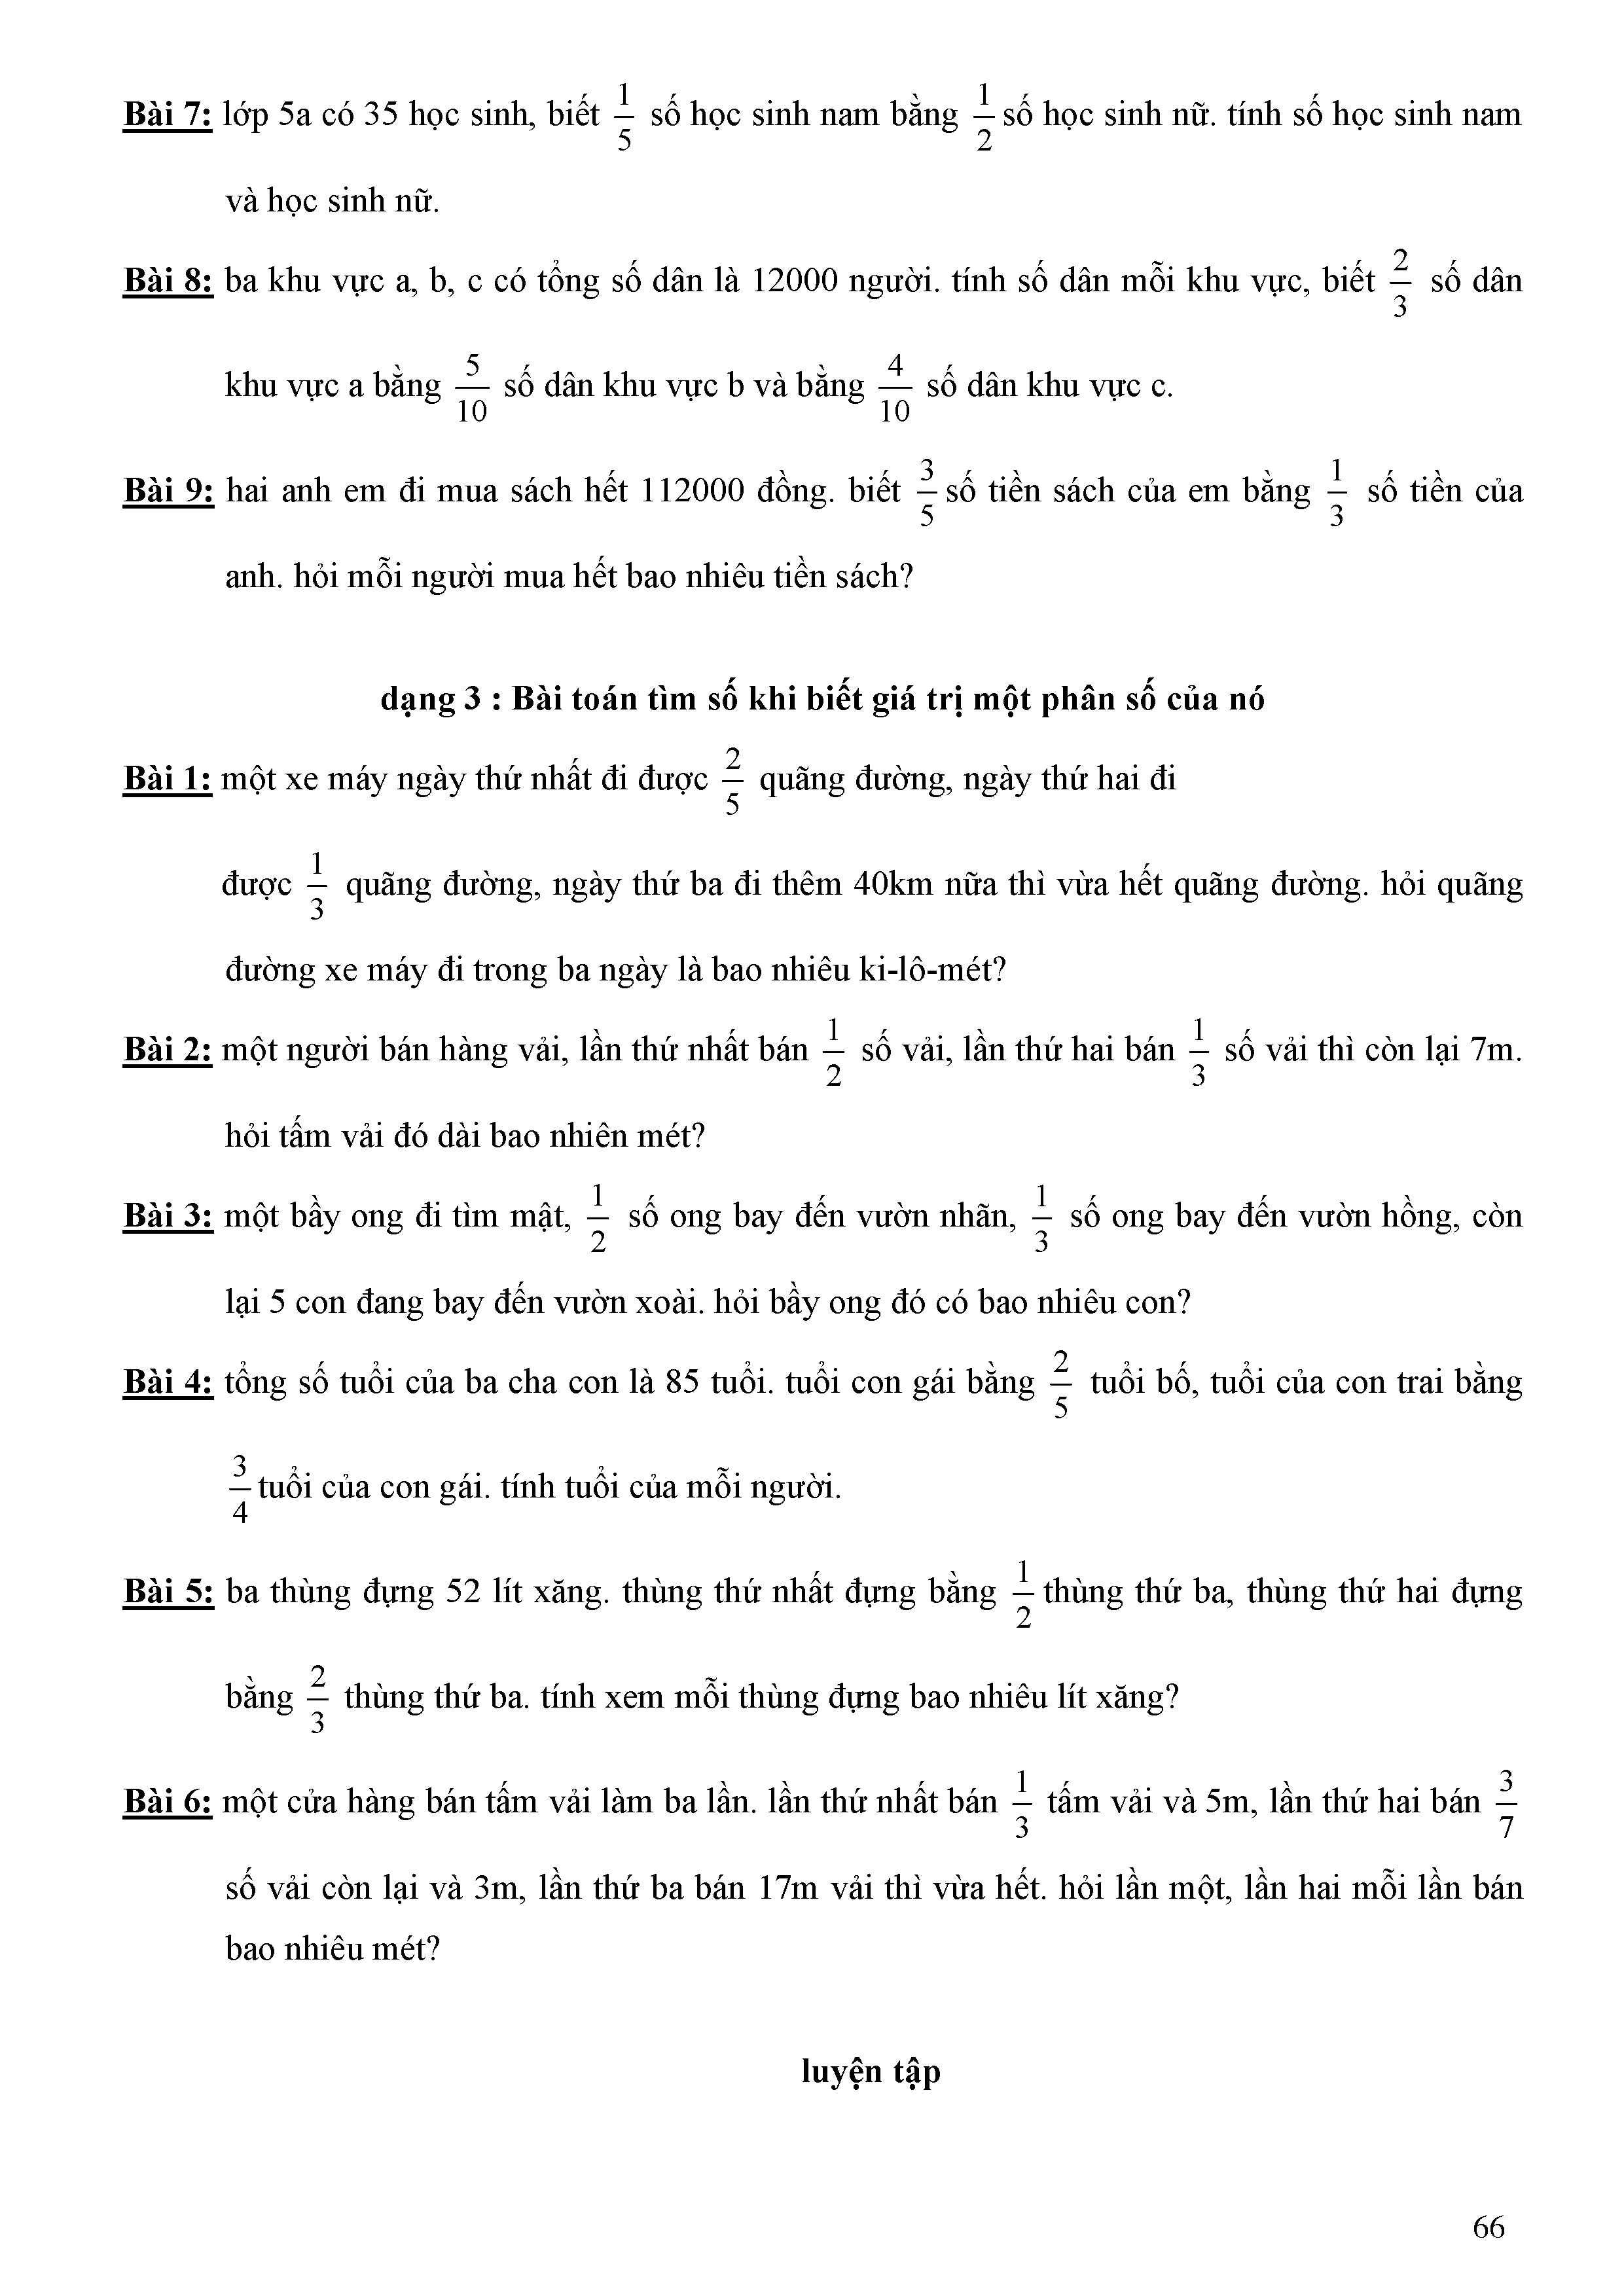 Bài 7: lớp 5a có 35 học sinh, biết 1/5 số học sinh nam bằng 1/2 số học sinh nữ. tính số học sinh nam
và học sinh nữ.
Bài 8: ba khu vực a, b, c có tổng số dân là 12000 người. tính số dân mỗi khu vực, biết 2/3 số dân
khu vực a bằng 5/10 số dân khu vực b và bằng 4/10 số dân khu vực c.
Bài 9: hai anh em đi mua sách hết 112000 đồng. biết 3/5 số tiền sách của em bằng 1/3 số tiền của
anh. hỏi mỗi người mua hết bao nhiêu tiền sách?
dạng 3 : Bài toán tìm số khi biết giá trị một phân số của nó
Bài 1: một xe máy ngày thứ nhất đi được 2/5 quãng đường, ngày thứ hai đi
được 1/3 quãng đường, ngày thứ ba đi thêm 40km nữa thì vừa hết quãng đường. hỏi quãng
đường xe máy đi trong ba ngày là bao nhiêu ki-lô-mét?
Bài 2: một người bán hàng vải, lần thứ nhất bán 1/2 số vải, lần thứ hai bán 1/3 số vải thì còn lại 7m.
hỏi tấm vải đó dài bao nhiên mét?
Bài 3: một bầy ong đi tìm mật, 1/2 số ong bay đến vườn nhãn, 1/3 số ong bay đến vườn hồng, còn
lại 5 con đang bay đến vườn xoài. hỏi bầy ong đó có bao nhiêu con?
Bài 4: tổng số tuổi của ba cha con là 85 tuổi. tuổi con gái bằng 2/5 tuổi bố, tuổi của con trai bằng
3/4 tuổi của con gái. tính tuổi của mỗi người.
Bài 5: ba thùng đựng 52 lít xăng. thùng thứ nhất đựng bằng 1/2 thùng thứ ba, thùng thứ hai đựng
bằng 2/3 thùng thứ ba. tính xem mỗi thùng đựng bao nhiêu lít xăng?
Bài 6: một cửa hàng bán tấm vải làm ba lần. lần thứ nhất bán 1/3 tấm vải và 5m, lần thứ hai bán 3/7
số vải còn lại và 3m, lần thứ ba bán 17m vải thì vừa hết. hỏi lần một, lần hai mỗi lần bán
bao nhiêu mét?
luyện tập
66